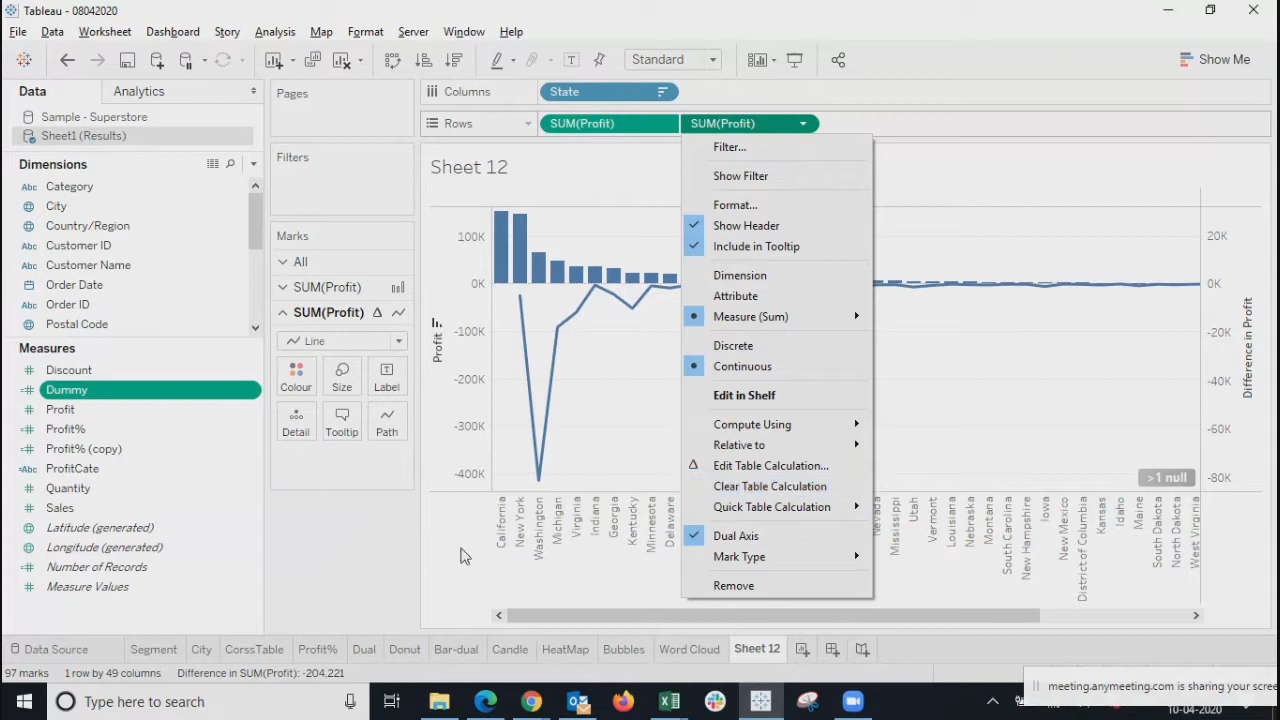 Tableau - 08042020
File Data Worksheet Dashboard Story Analysis Map Format Server Window Help
Standard
Show Me
Data Analytics
Sample - Superstore
Sheet1 (Results)
Dimensions
Abc Category
City
Country/Region
Abc Customer ID
Abc Customer Name
Order Date
Abc Order ID
Postal Code
Measures
Discount
Dummy
Profit
Profit%
Profit% (copy)
Abc ProfitCate
Quantity
Sales
Latitude (generated)
Longitude (generated)
Number of Records
Measure Values
Pages
Filters
Marks
All
SUM(Profit)
SUM(Profit)
Line
Colour Size Label
Detail Tooltip Path
Columns State
Rows SUM(Profit) SUM(Profit)
Sheet 12
Profit
100K
0K
-100K
-200K
-300K
-400K
20K
0K
-20K
-40K
-60K
-80K
Difference in Profit
>1 null
California
New York
Washington
Michigan
Virginia
Indiana
Georgia
Kentucky
Minnesota
Delaware
Nevada
Mississippi
Utah
Vermont
Louisiana
Nebraska
Montana
South Carolina
New Hampshire
Iowa
New Mexico
District of Columbia
Kansas
Idaho
Maine
South Dakota
North Dakota
West Virginia
Filter...
Show Filter
Format...
Show Header
Include in Tooltip
Dimension
Attribute
Measure (Sum)
Discrete
Continuous
Edit in Shelf
Compute Using
Relative to
Edit Table Calculation...
Clear Table Calculation
Quick Table Calculation
Dual Axis
Mark Type
Remove
Data Source Segment City CorssTable Profit% Dual Donut Bar-dual Candle HeatMap Bubbles Word Cloud Sheet 12
97 marks 1 row by 49 columns Difference in SUM(Profit): -204,221
meeting.anymeeting.com is sharing your scree
Type here to search
10-04-2020